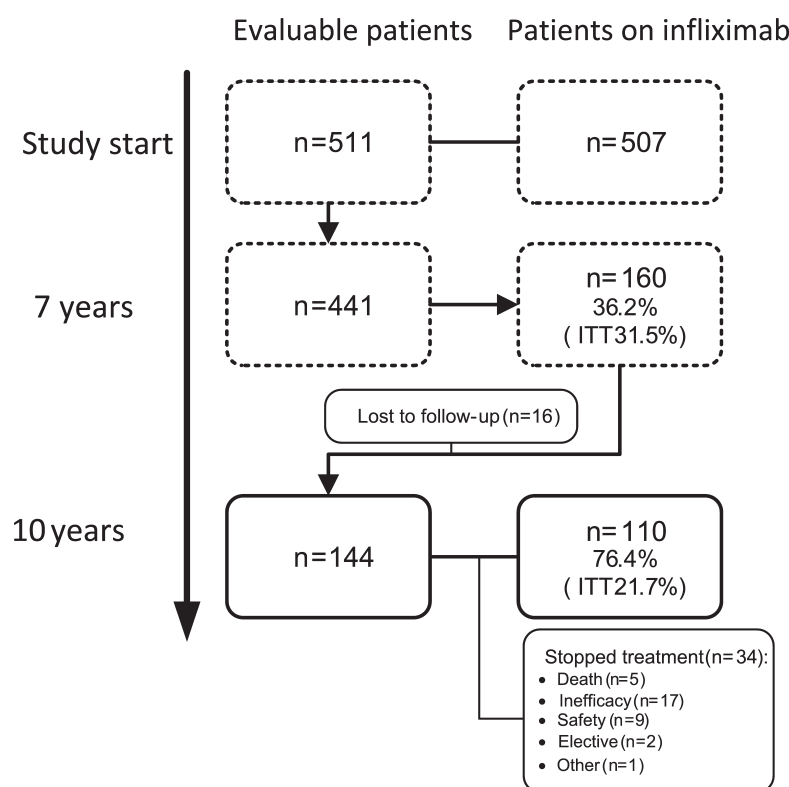 Evaluable patients Patients on infliximab
Study start n=511 n=507
7 years n=441 n=160
36.2%
( ITT31.5%)
Lost to follow-up (n=16)
10 years n=144 n=110
76.4%
( ITT21.7%)
Stopped treatment (n=34):
• Death (n=5)
• Inefficacy (n=17)
• Safety (n=9)
• Elective (n=2)
• Other (n=1)